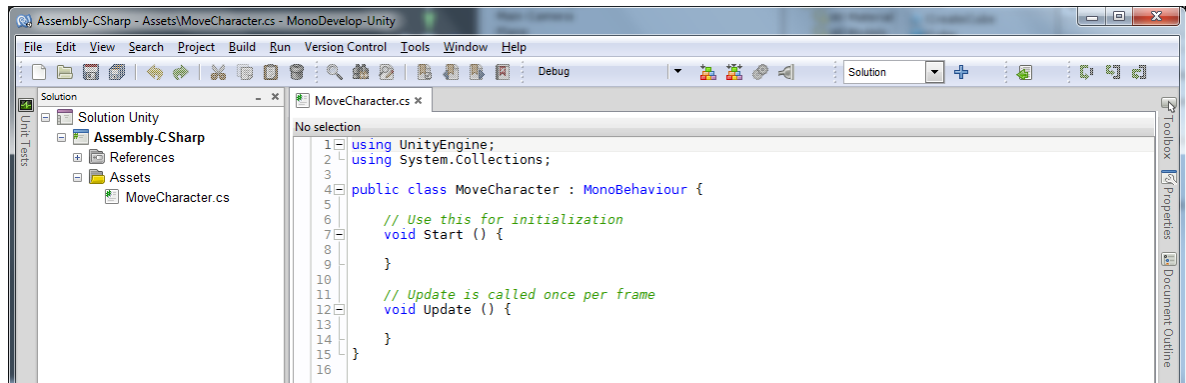 Assembly-CSharp - Assets\MoveCharacter.cs - MonoDevelop-Unity
File Edit View Search Project Build Run Version Control Tools Window Help
Debug
Solution
Solution
MoveCharacter.cs
Unit Tests
Solution Unity
Assembly-CSharp
References
Assets
MoveCharacter.cs
No selection
1 using UnityEngine;
2 using System.Collections;
3
4 public class MoveCharacter : MonoBehaviour {
5
6 // Use this for initialization
7 void Start () {
8
9 }
10
11 // Update is called once per frame
12 void Update () {
13
14 }
15 }
16
Toolbox
Properties
Document Outline